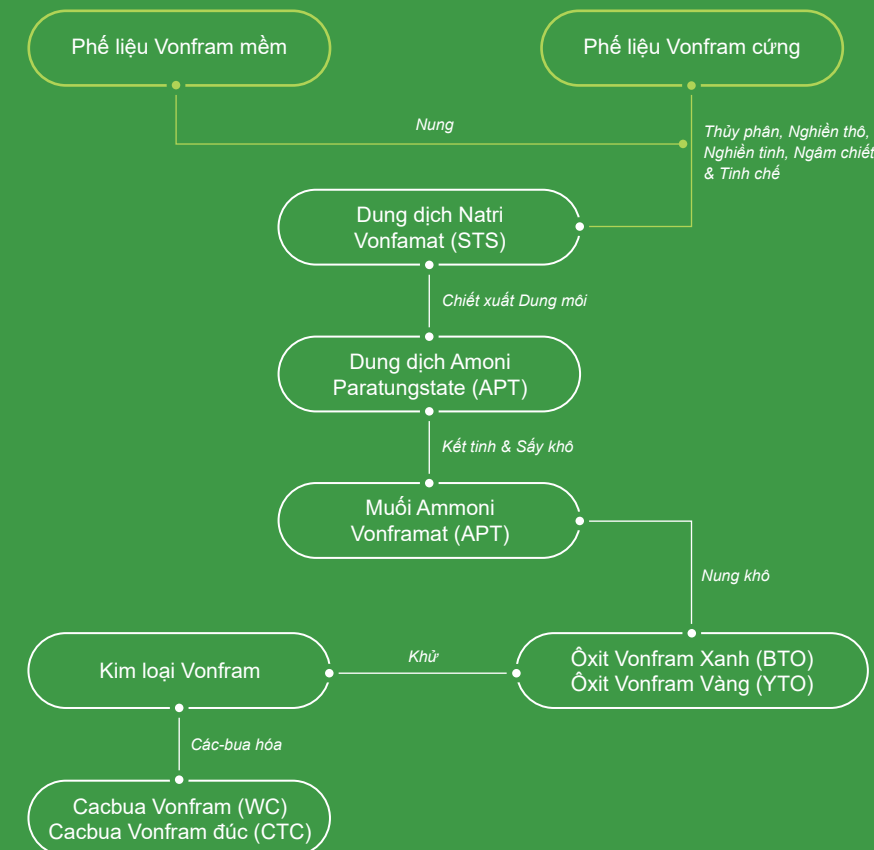 Phế liệu Vonfram mềm
Phế liệu Vonfram cứng
Nung
Thủy phân, Nghiền thô,
Nghiền tinh, Ngâm chiết
& Tinh chế
Dung dịch Natri
Vonfamat (STS)
Chiết xuất Dung môi
Dung dịch Amoni
Paratungstate (APT)
Kết tinh & Sấy khô
Muối Ammoni
Vonframat (APT)
Nung khô
Kim loại Vonfram
Khử
Ôxit Vonfram Xanh (BTO)
Ôxit Vonfram Vàng (YTO)
Các-bua hóa
Cacbua Vonfram (WC)
Cacbua Vonfram đúc (CTC)